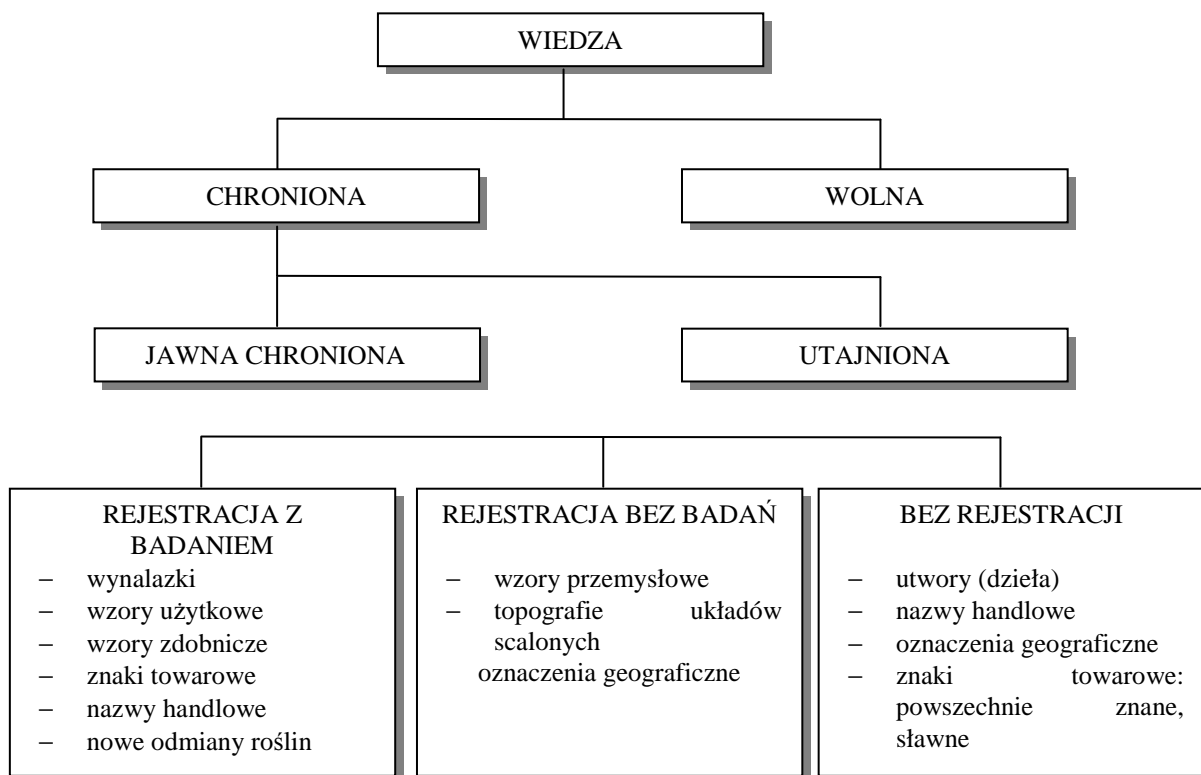 WIEDZA
CHRONIONA
WOLNA
JAWNA CHRONIONA
UTAJNIONA
REJESTRACJA Z
BADANIEM
– wynalazki
– wzory użytkowe
– wzory zdobnicze
– znaki towarowe
– nazwy handlowe
– nowe odmiany roślin
REJESTRACJA BEZ BADAŃ
– wzory przemysłowe
– topografie układów
scalonych
oznaczenia geograficzne
BEZ REJESTRACJI
– utwory (dzieła)
– nazwy handlowe
– oznaczenia geograficzne
– znaki towarowe:
powszechnie znane,
sławne